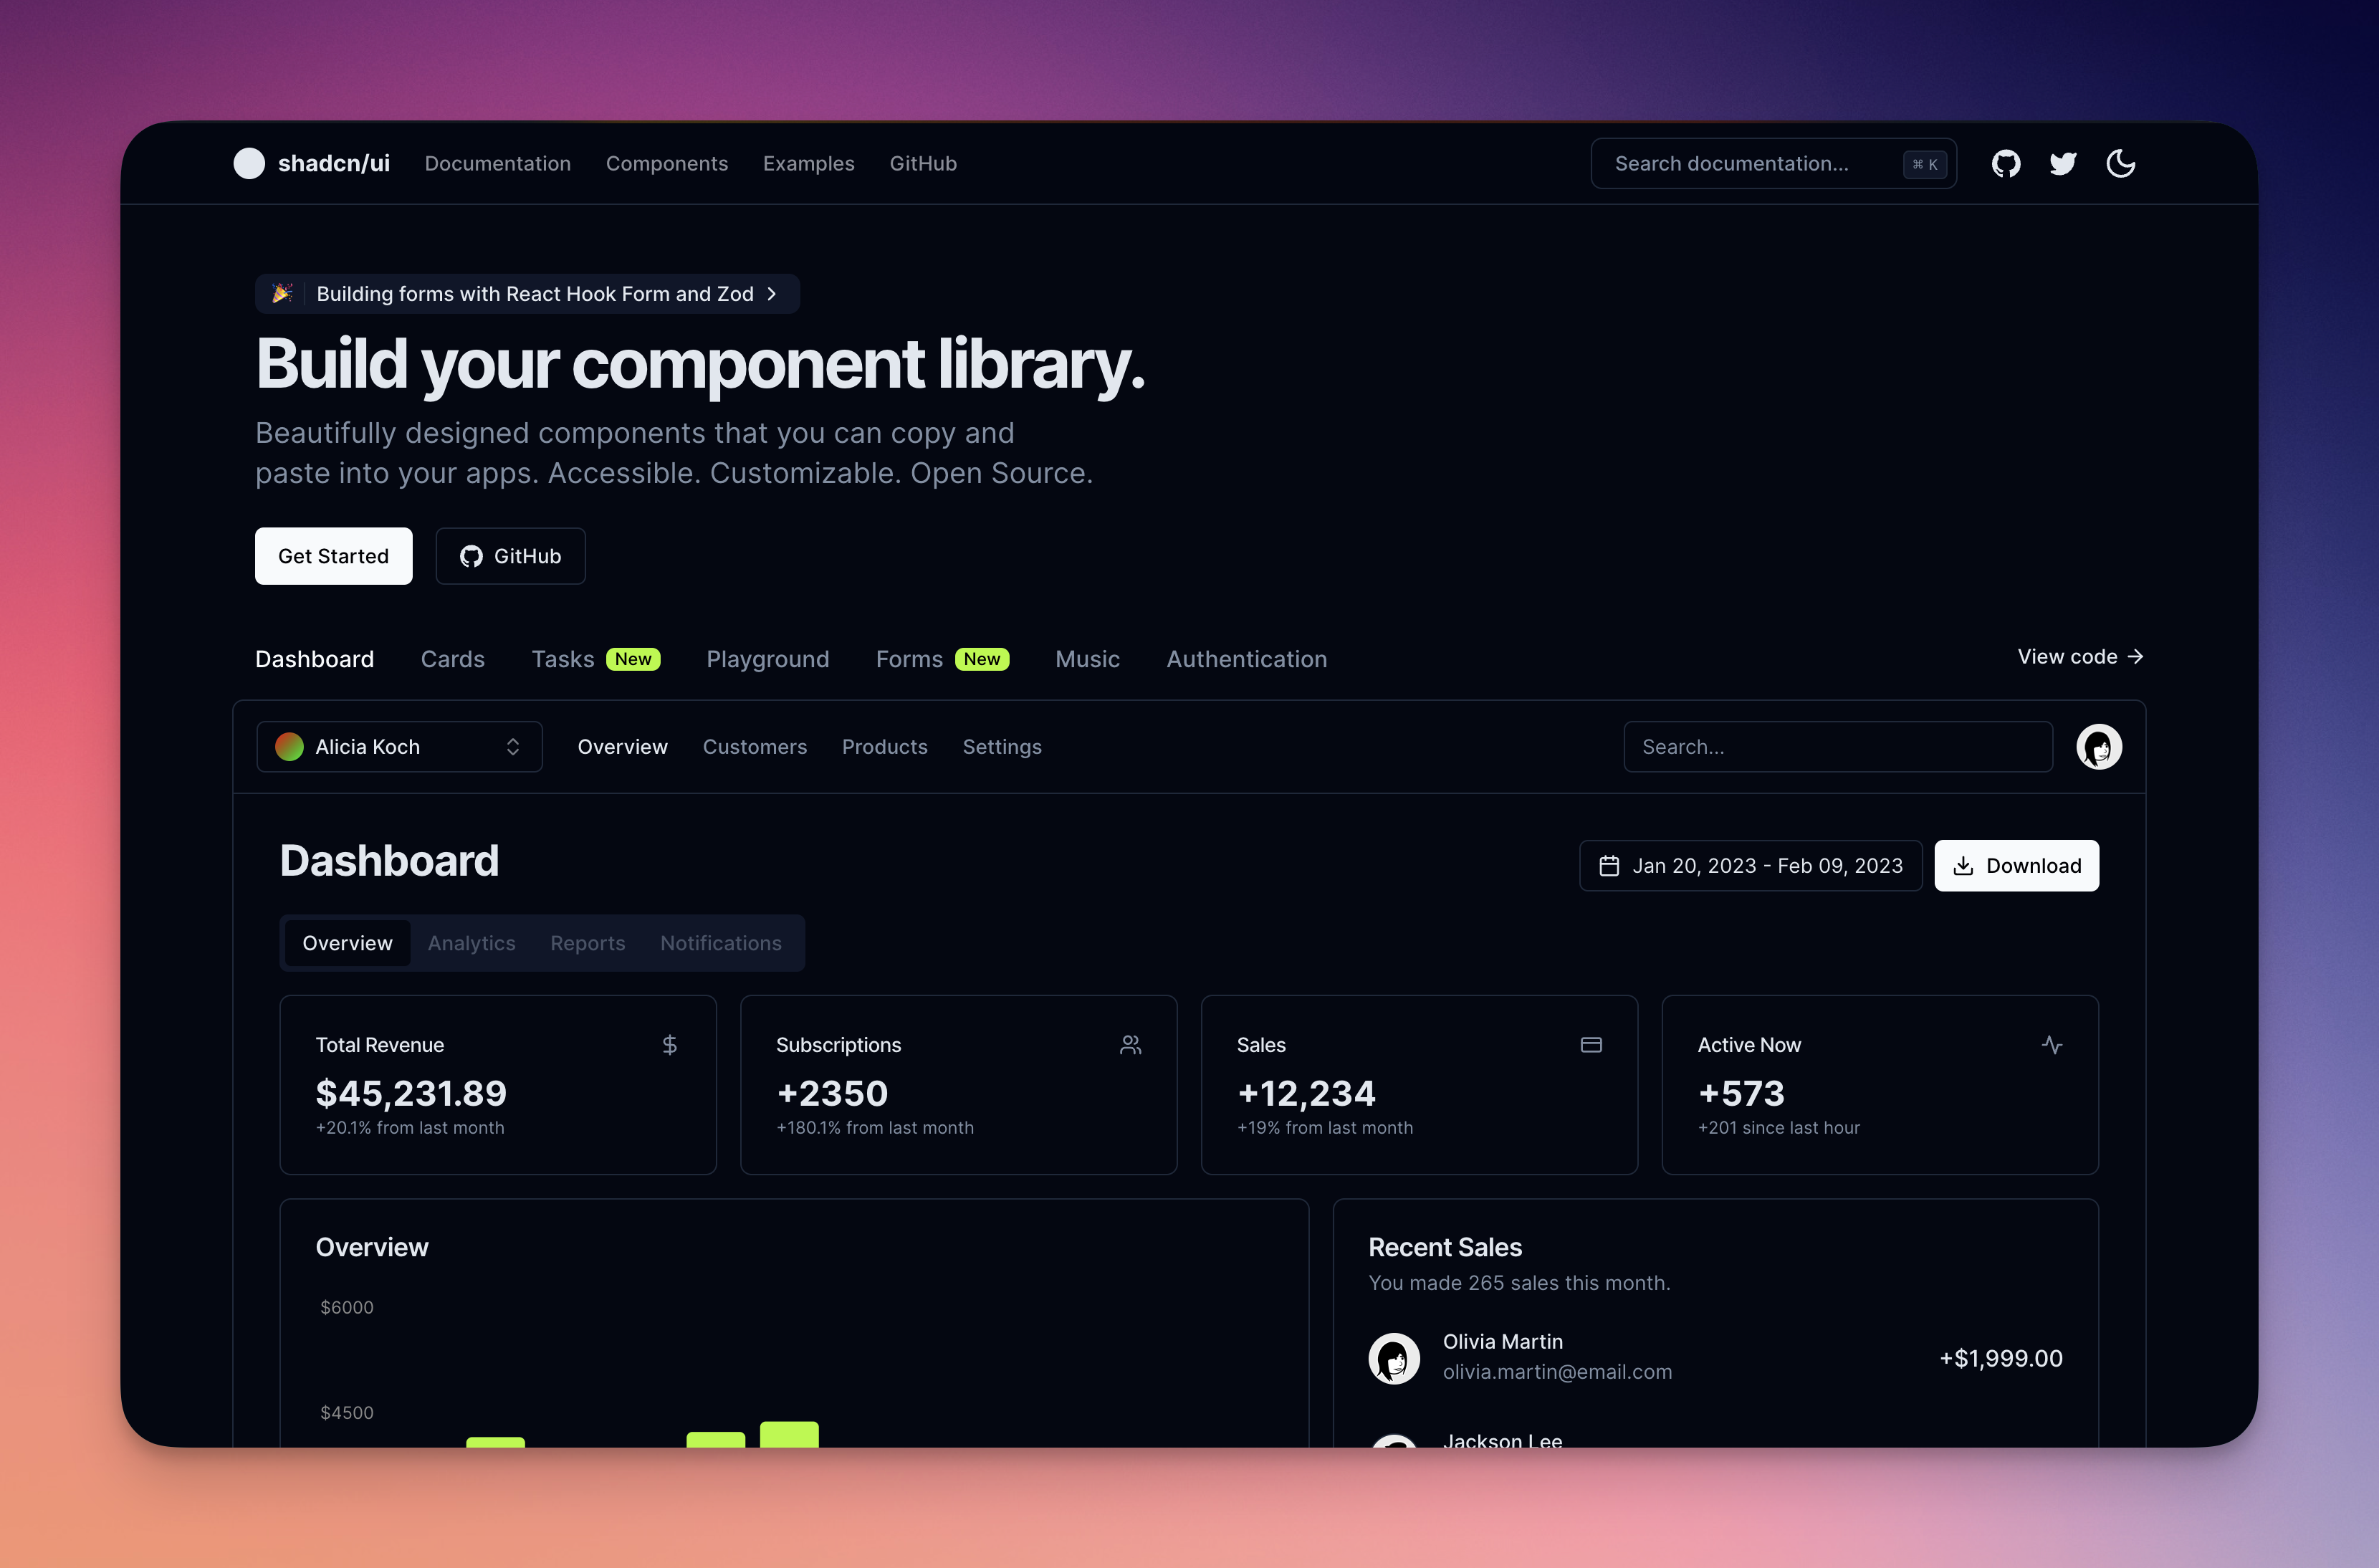 shadcn/ui Documentation Components Examples GitHub Search documentation... ⌘ K
🎉 Building forms with React Hook Form and Zod
Build your component library.
Beautifully designed components that you can copy and
paste into your apps. Accessible. Customizable. Open Source.
Get Started GitHub
Dashboard Cards Tasks New Playground Forms New Music Authentication View code →
Alicia Koch Overview Customers Products Settings Search...
Dashboard
Jan 20, 2023 - Feb 09, 2023 Download
Overview Analytics Reports Notifications
Total Revenue $
$45,231.89
+20.1% from last month
Subscriptions
+2350
+180.1% from last month
Sales
+12,234
+19% from last month
Active Now
+573
+201 since last hour
Overview
$6000
$4500
Recent Sales
You made 265 sales this month.
Olivia Martin
olivia.martin@email.com
+$1,999.00
Jackson Lee